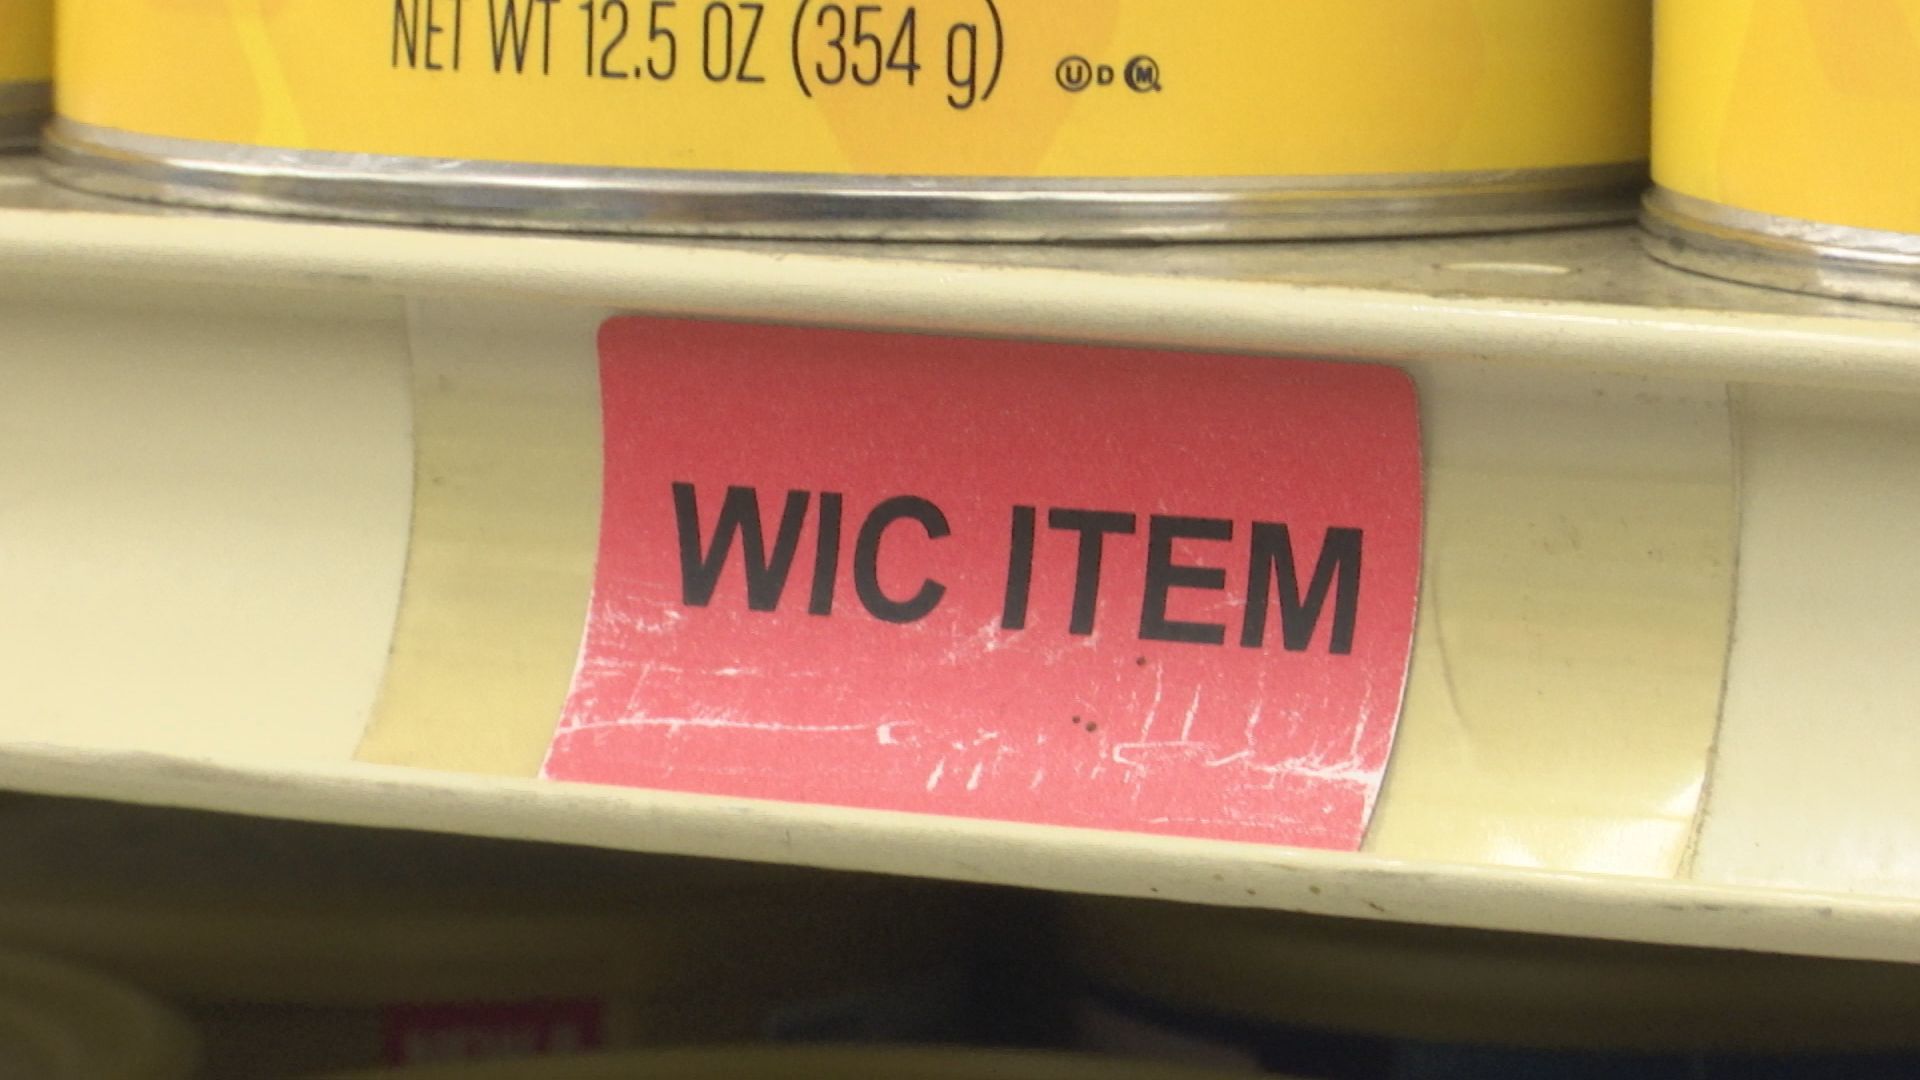 NET WT 12.5 OZ (354 g) Ⓤ D M
WIC ITEM